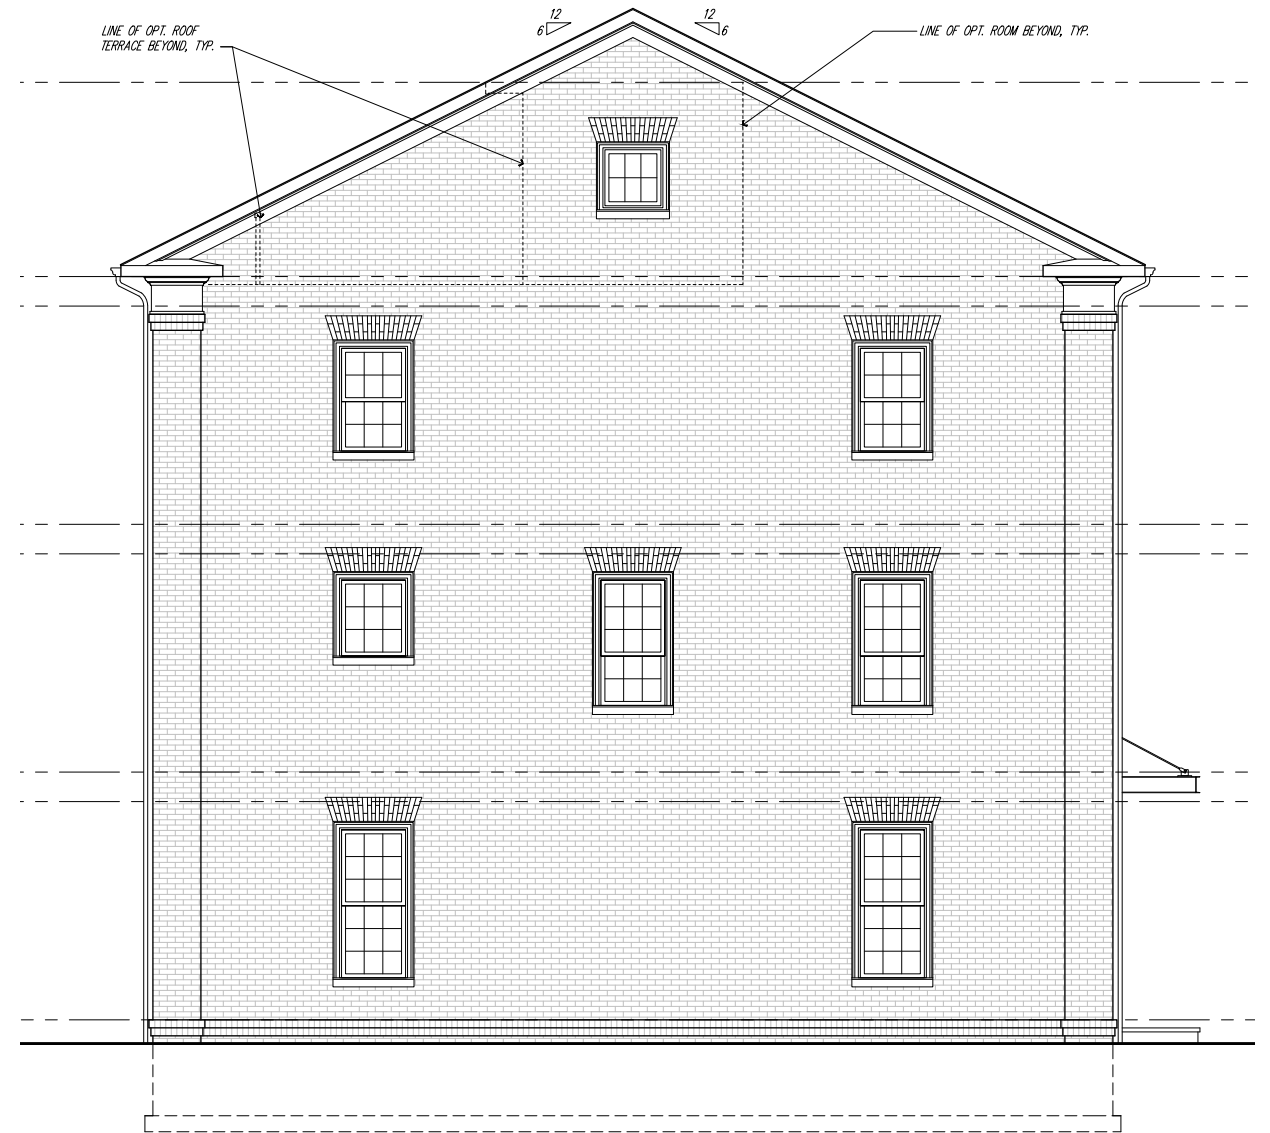 LINE OF OPT. ROOF
TERRACE BEYOND, TYP.
12
6
12
6
LINE OF OPT. ROOM BEYOND, TYP.